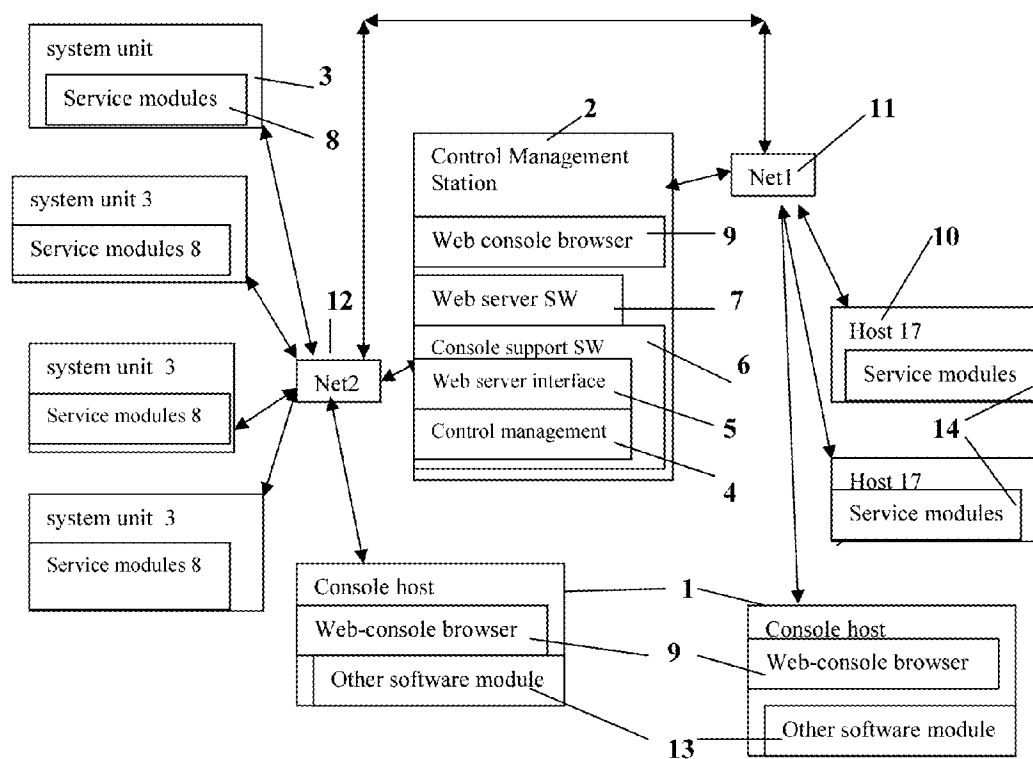 system unit
3
Service modules
8
system unit 3
Service modules 8
system unit 3
Service modules 8
system unit 3
Service modules 8
12
Net2
2
Control Management
Station
Web console browser
9
Web server SW
7
Console support SW
6
Web server interface
5
Control management
4
11
Net1
10
Host 17
Service modules
14
Host 17
Service modules
Console host
1
Web-console browser
9
Other software module
13
Console host
Web-console browser
Other software module